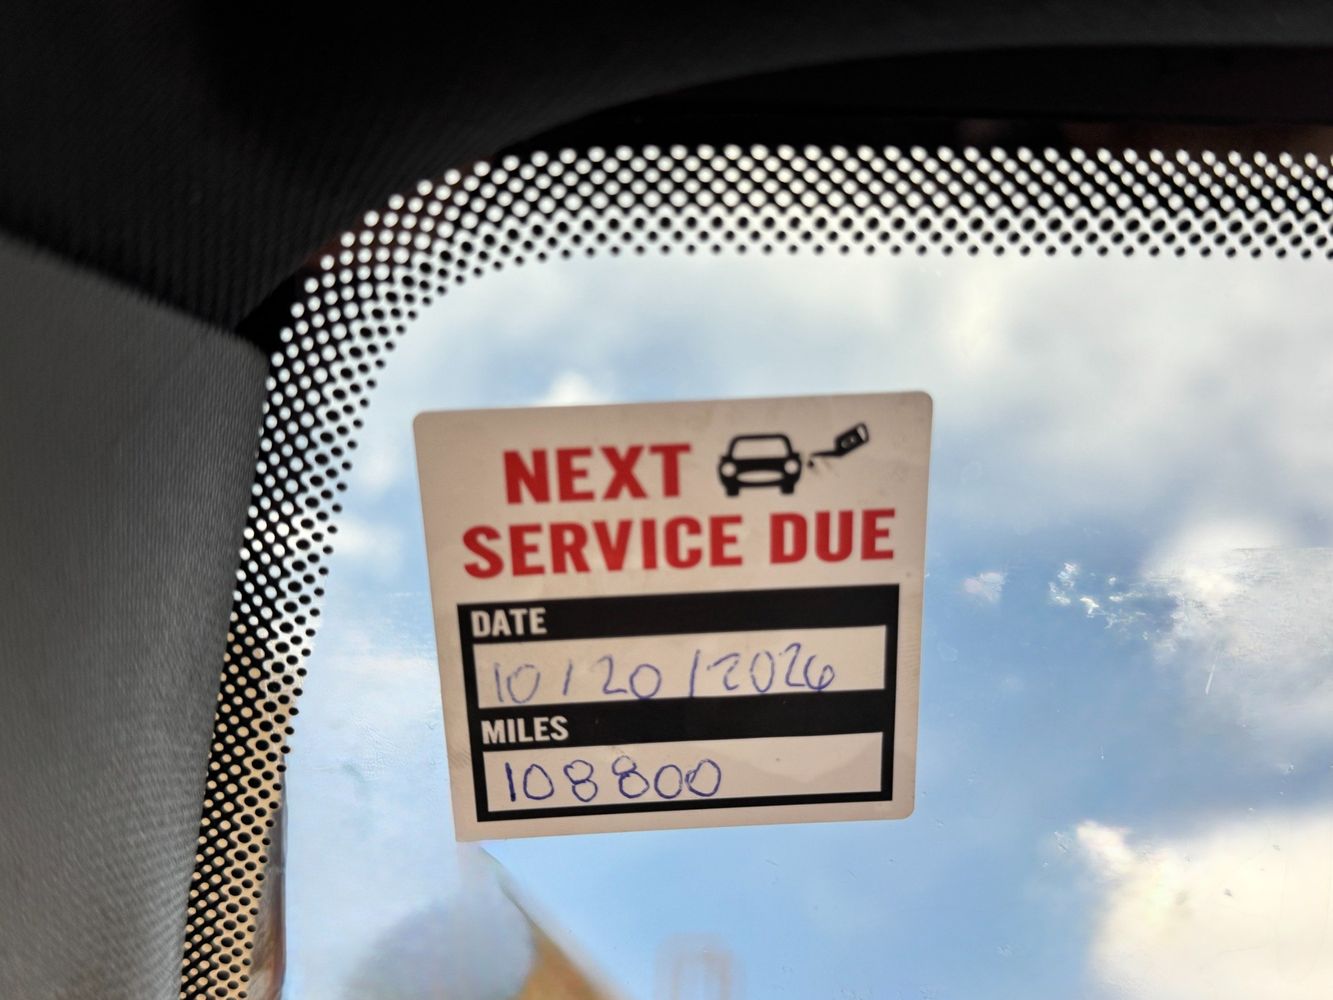 NEXT
SERVICE DUE
DATE
10/20/2026
MILES
108800